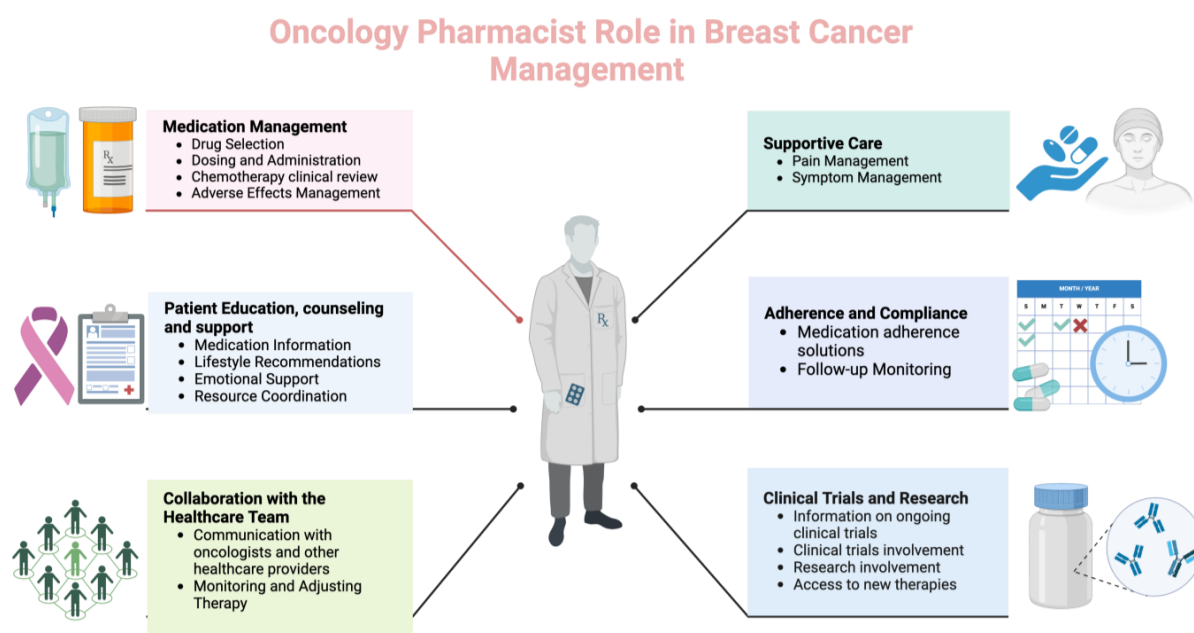 Oncology Pharmacist Role in Breast Cancer
Management
Medication Management
• Drug Selection
• Dosing and Administration
• Chemotherapy clinical review
• Adverse Effects Management
Rx
Patient Education, counseling
and support
• Medication Information
• Lifestyle Recommendations
• Emotional Support
• Resource Coordination
Collaboration with the
Healthcare Team
• Communication with
oncologists and other
healthcare providers
• Monitoring and Adjusting
Therapy
Rx
Supportive Care
• Pain Management
• Symptom Management
Adherence and Compliance
• Medication adherence
solutions
• Follow-up Monitoring
MONTH / YEAR
S M T W T F S
Clinical Trials and Research
• Information on ongoing
clinical trials
• Clinical trials involvement
• Research involvement
• Access to new therapies